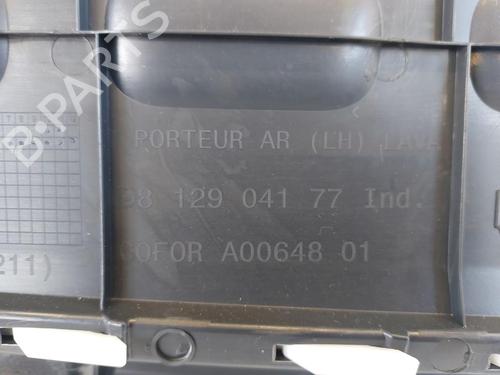 B-PARTS
PORTEUR AR (LH) LAVA
98 129 041 77 Ind.
COFOR A00648 01
211)